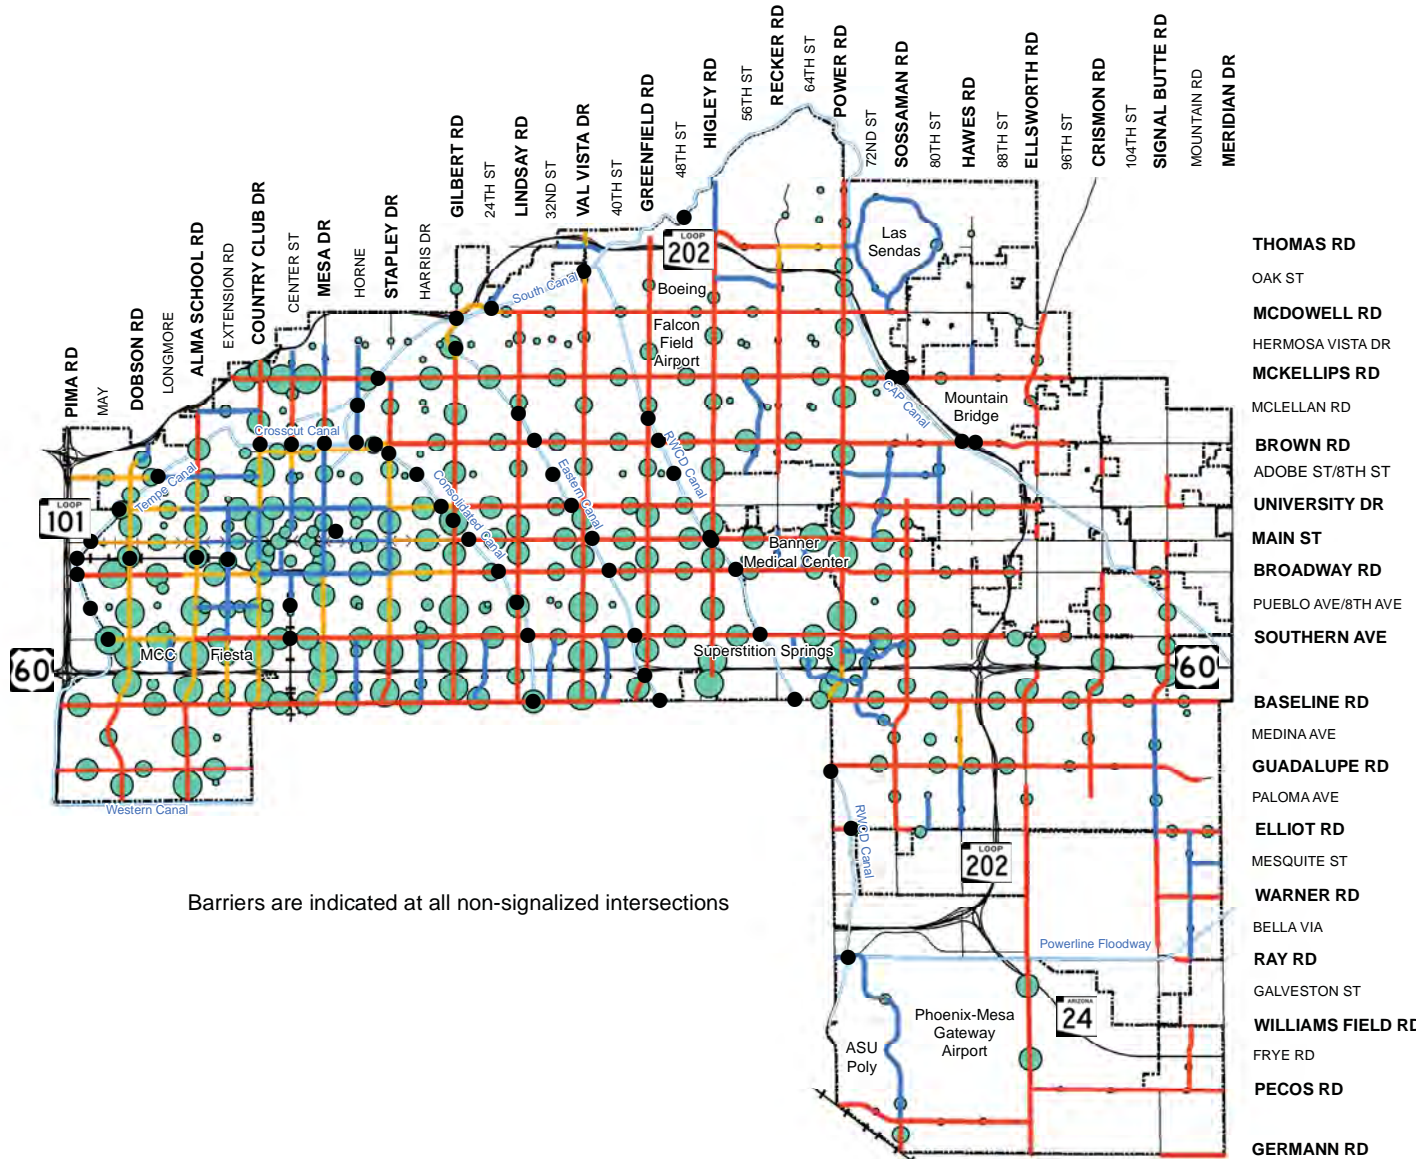 PIMA RD
MAY
DOBSON RD
LONGMORE
ALMA SCHOOL RD
EXTENSION RD
COUNTRY CLUB DR
CENTER ST
MESA DR
HORNE
STAPLEY DR
HARRIS DR
GILBERT RD
24TH ST
LINDSAY RD
32ND ST
VAL VISTA DR
40TH ST
GREENFIELD RD
48TH ST
HIGLEY RD
56TH ST
RECKER RD
64TH ST
POWER RD
72ND ST
SOSSAMAN RD
80TH ST
HAWES RD
88TH ST
ELLSWORTH RD
96TH ST
CRISMON RD
104TH ST
SIGNAL BUTTE RD
MOUNTAIN RD
MERIDIAN DR
THOMAS RD
OAK ST
MCDOWELL RD
HERMOSA VISTA DR
MCKELLIPS RD
MCLELLAN RD
BROWN RD
ADOBE ST/8TH ST
UNIVERSITY DR
MAIN ST
BROADWAY RD
PUEBLO AVE/8TH AVE
SOUTHERN AVE
BASELINE RD
MEDINA AVE
GUADALUPE RD
PALOMA AVE
ELLIOT RD
MESQUITE ST
WARNER RD
BELLA VIA
RAY RD
GALVESTON ST
WILLIAMS FIELD RD
FRYE RD
PECOS RD
GERMANN RD
LOOP
202
Las
Sendas
Boeing
South Canal
Falcon
Field
Airport
CAP Canal
Mountain
Bridge
Crosscut Canal
Tempe Canal
Consolidated Canal
Eastern Canal
RWCD Canal
LOOP
101
Banner
Medical Center
MCC
Fiesta
Superstition Springs
60
60
Western Canal
RWCD Canal
LOOP
202
Barriers are indicated at all non-signalized intersections
Powerline Floodway
ARIZONA
24
Phoenix-Mesa
Gateway
Airport
ASU
Poly